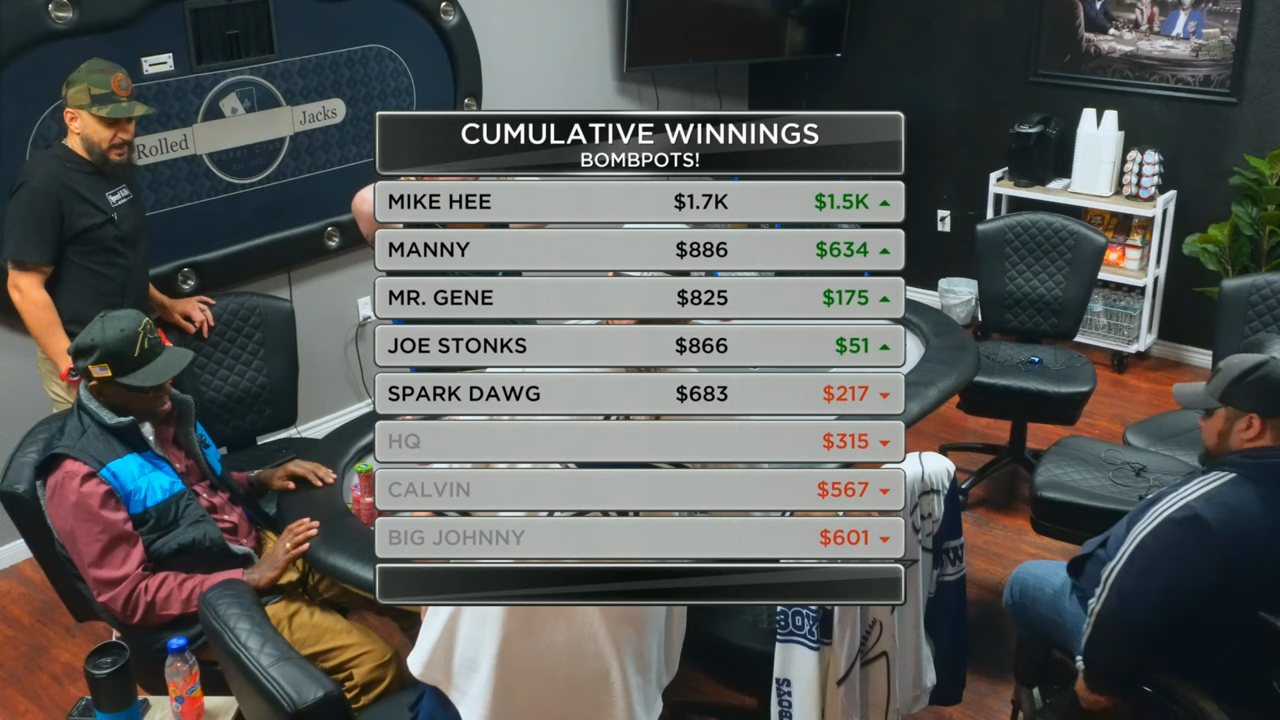 Rolled
Jacks
CUMULATIVE WINNINGS
BOMBPOTS!
MIKE HEE $1.7K $1.5K
MANNY $886 $634
MR. GENE $825 $175
JOE STONKS $866 $51
SPARK DAWG $683 $217
HQ $315
CALVIN $567
BIG JOHNNY $601